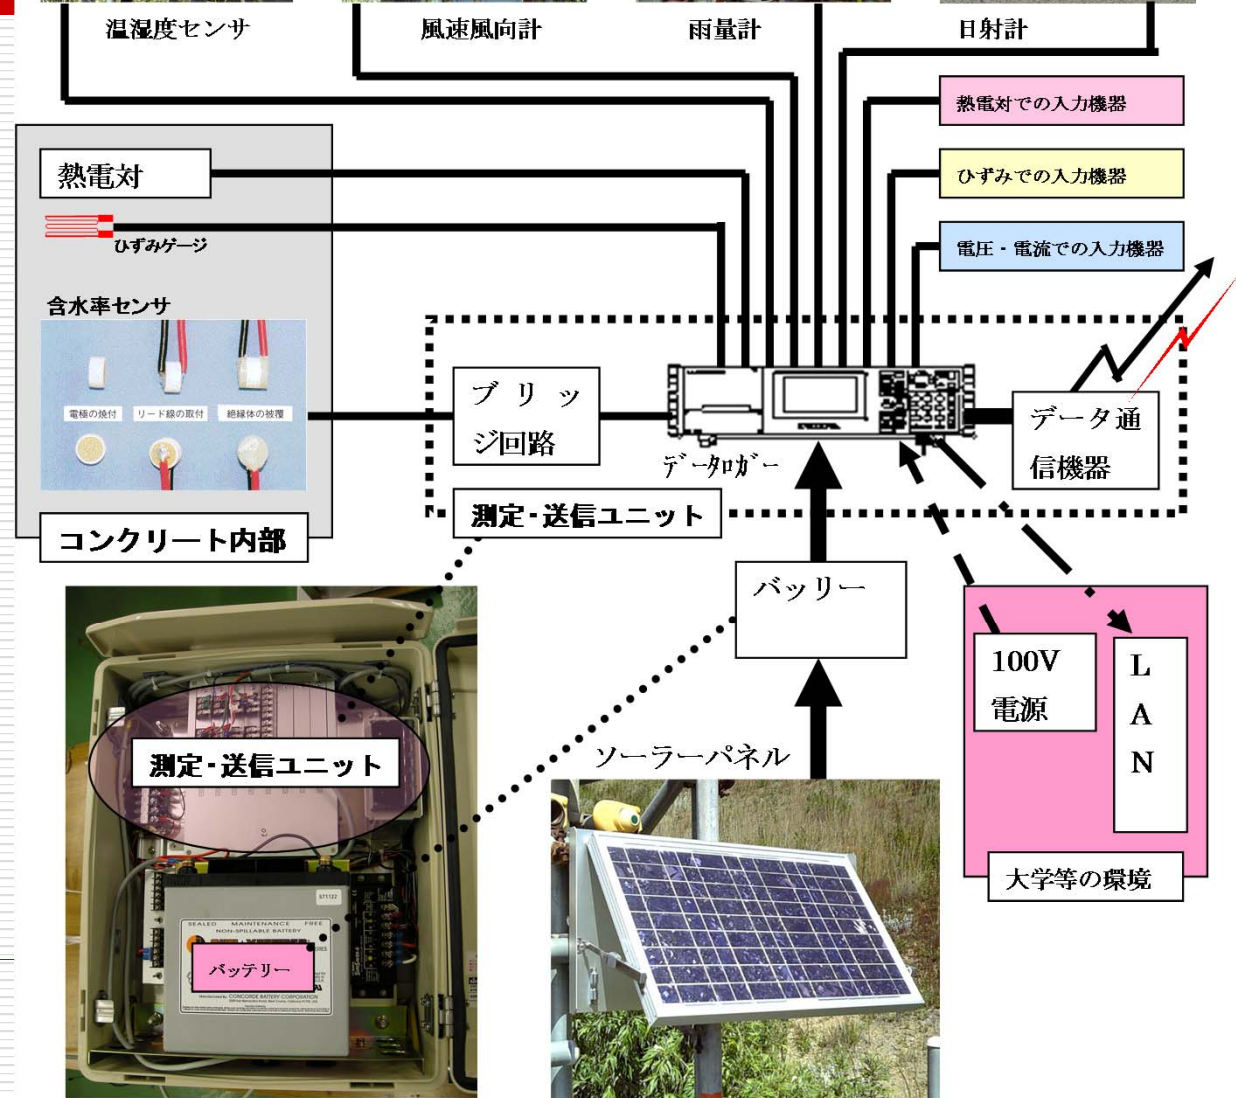 温湿度センサ
風速風向計
雨量計
日射計
熱電対での入力機器
熱電対
ひずみでの入力機器
ひずみゲージ
電圧・電流での入力機器
含水率センサ
電極の焼付
リード線の取付
絶縁体の被覆
ブリッ
ジ回路
データロガー
データ通
信機器
測定・送信ユニット
コンクリート内部
バッリー
100V
電源
L
A
N
大学等の環境
測定・送信ユニット
ソーラーパネル
SEALED MAINTENANCE FREE
NON-SPILLABLE BATTERY
バッテリー
Manufactured By CONCORDE BATTERY CORPORATION